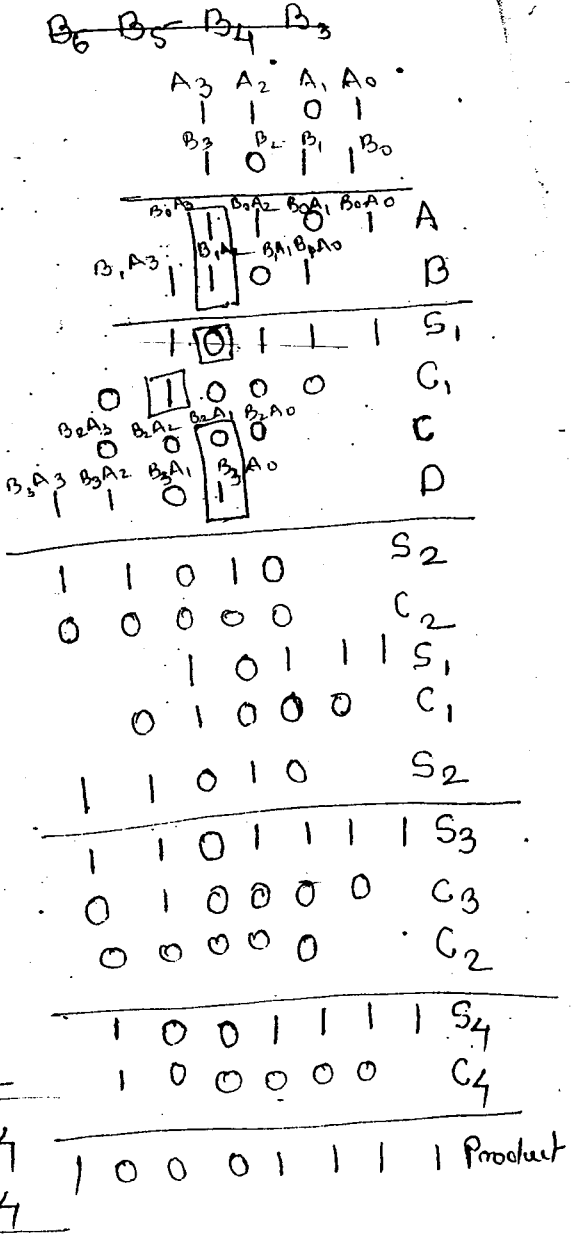 B6 B5 B4 B3
A3 A2 A1 A0
1 1 0 1
B3 B2 B1 B0
1 0 1 1
B0A3 B0A2 B0A1 B0A0
1 1 0 1 A
B1A3 B1A2 B1A1 B1A0
1 1 0 1 B
1 0 1 1 1 S1
0 1 0 0 0 C1
B2A3 B2A2 B2A1 B2A0
0 0 0 0 C
B3A3 B3A2 B3A1 B3A0
1 1 0 1 D
1 1 0 1 0 S2
0 0 0 0 0 C2
1 0 1 1 1 S1
0 1 0 0 0 C1
1 1 0 1 0 S2
1 1 0 1 1 1 1 S3
0 1 0 0 0 0 C3
0 0 0 0 0 C2
1 0 0 1 1 1 1 S4
1 0 0 0 0 0 C4
1 0 0 0 1 1 1 1 Product
4